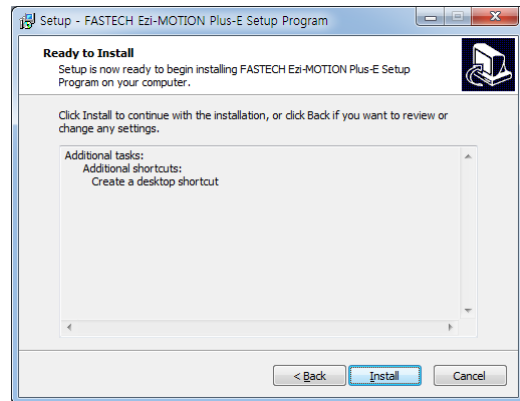 Setup - FASTECH Ezi-MOTION Plus-E Setup Program
Ready to Install
Setup is now ready to begin installing FASTECH Ezi-MOTION Plus-E Setup
Program on your computer.
Click Install to continue with the installation, or click Back if you want to review or
change any settings.
Additional tasks:
Additional shortcuts:
Create a desktop shortcut
< Back
Install
Cancel